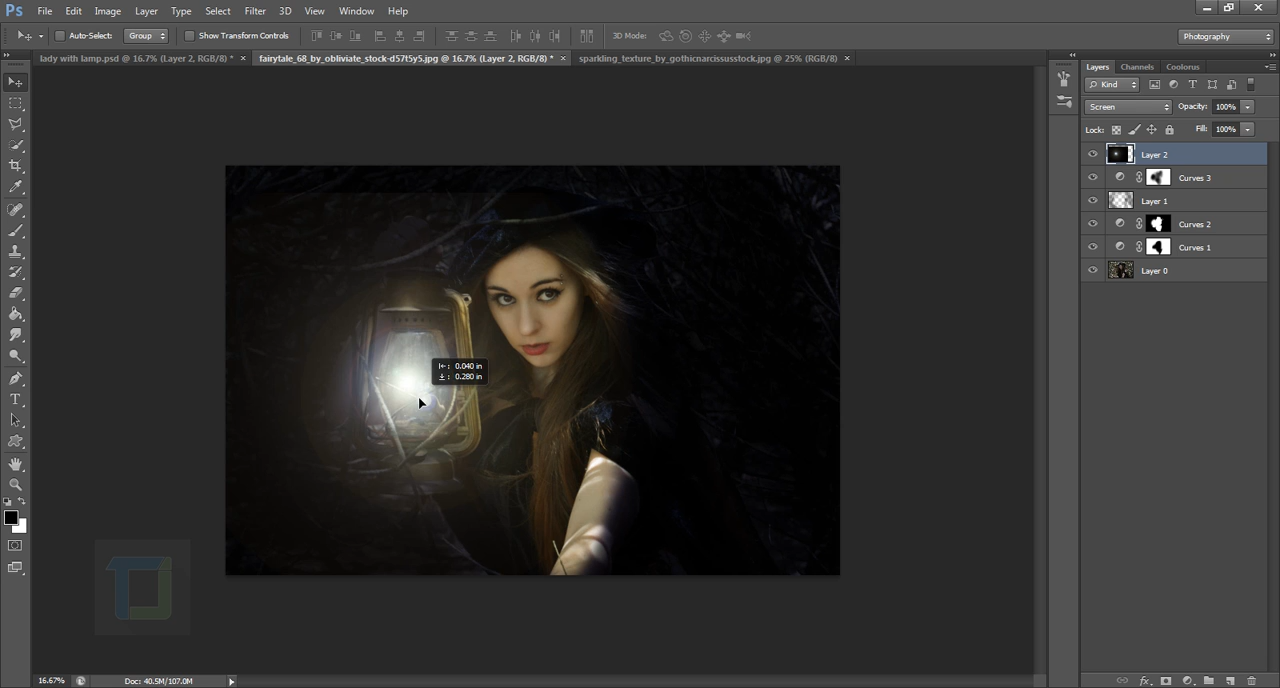 Ps File Edit Image Layer Type Select Filter 3D View Window Help
Auto-Select: Group Show Transform Controls 3D Mode: Photography
lady with lamp.psd @ 16.7% (Layer 2, RGB/8) * × fairytale_68_by_obliviate_stock-d57t5y5.jpg @ 16.7% (Layer 2, RGB/8) * × sparkling_texture_by_gothicnarcissusstock.jpg @ 25% (RGB/8) ×
Layers Channels Coolorus
Kind
Screen Opacity: 100%
Lock: Fill: 100%
Layer 2
Curves 3
Layer 1
Curves 2
Curves 1
Layer 0
: 0.040 in
: 0.280 in
16.67% Doc: 40.5M/107.0M